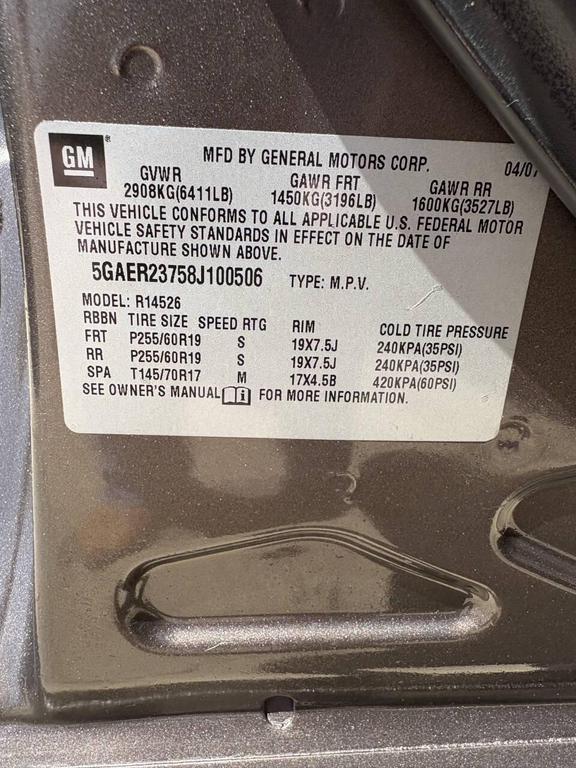 GM
MFD BY GENERAL MOTORS CORP. 04/07
GVWR GAWR FRT GAWR RR
2908KG(6411LB) 1450KG(3196LB) 1600KG(3527LB)
THIS VEHICLE CONFORMS TO ALL APPLICABLE U.S. FEDERAL MOTOR
VEHICLE SAFETY STANDARDS IN EFFECT ON THE DATE OF
MANUFACTURE SHOWN ABOVE.
5GAER23758J100506 TYPE: M.P.V.
MODEL: R14526
RBBN TIRE SIZE SPEED RTG RIM COLD TIRE PRESSURE
FRT P255/60R19 S 19X7.5J 240KPA(35PSI)
RR P255/60R19 S 19X7.5J 240KPA(35PSI)
SPA T145/70R17 M 17X4.5B 420KPA(60PSI)
SEE OWNER'S MANUAL FOR MORE INFORMATION.